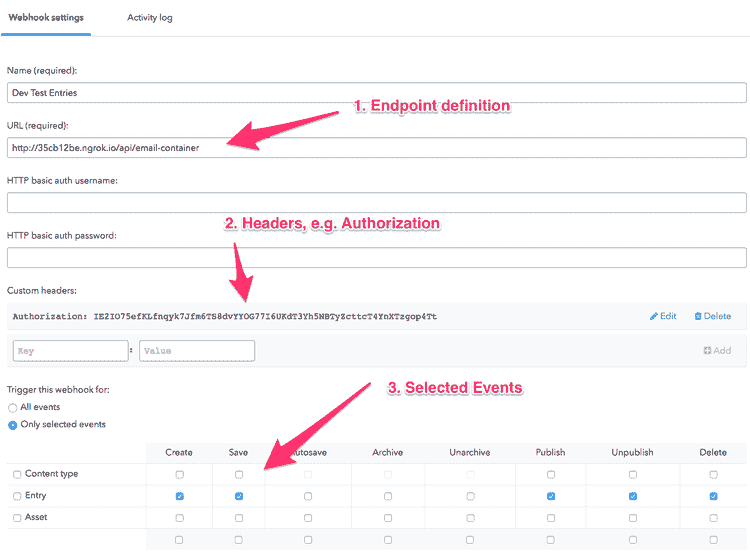 Webhook settings Activity log
Name (required):
Dev Test Entries
1. Endpoint definition
URL (required):
http://35cb12be.ngrok.io/api/email-container
HTTP basic auth username:
2. Headers, e.g. Authorization
HTTP basic auth password:
Custom headers:
Authorization: IE2IO75efKLfnqyk7Jfm6TS8dvYYOG77I6UKdT3Yh5NBTyZcttcT4YnXTzgop4Tt Edit Delete
Key : Value Add
Trigger this webhook for:
3. Selected Events
All events
Only selected events
Create Save utosave Archive Unarchive Publish Unpublish Delete
Content type
Entry
Asset